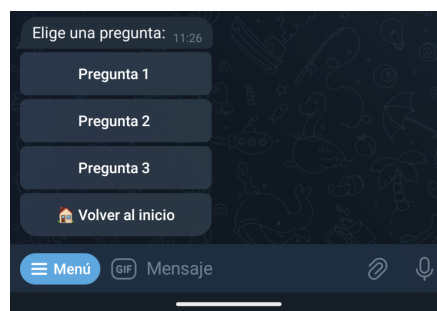 Elige una pregunta: 11:26
Pregunta 1
Pregunta 2
Pregunta 3
🏠 Volver al inicio
Menú GIF Mensaje